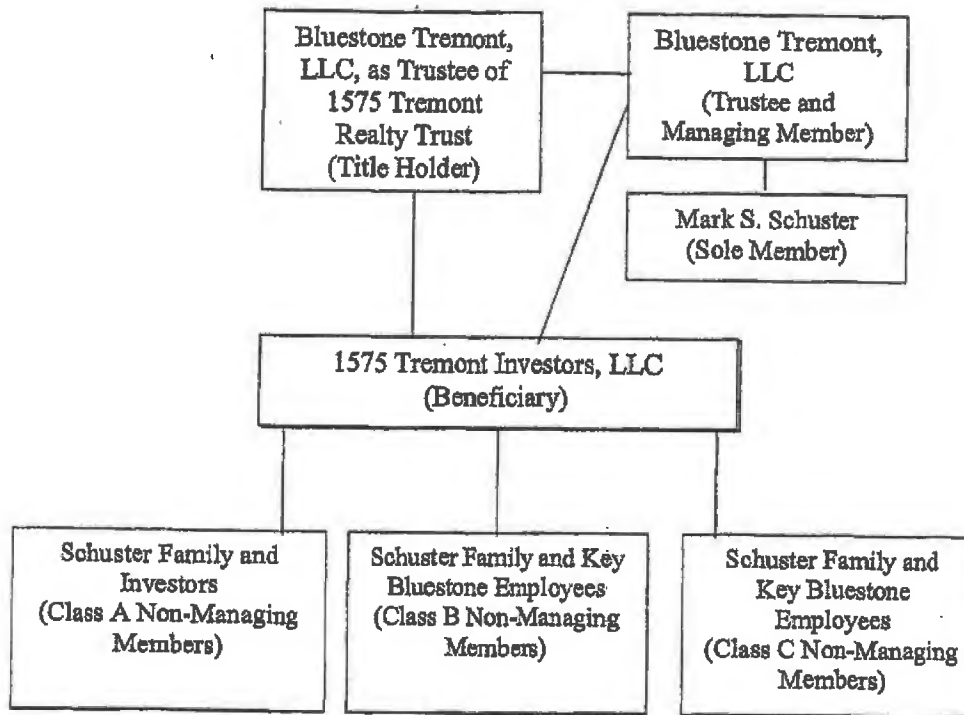 Bluestone Tremont,
LLC, as Trustee of
1575 Tremont
Realty Trust
(Title Holder)
Bluestone Tremont,
LLC
(Trustee and
Managing Member)
Mark S. Schuster
(Sole Member)
1575 Tremont Investors, LLC
(Beneficiary)
Schuster Family and
Investors
(Class A Non-Managing
Members)
Schuster Family and Key
Bluestone Employees
(Class B Non-Managing
Members)
Schuster Family and
Key Bluestone
Employees
(Class C Non-Managing
Members)